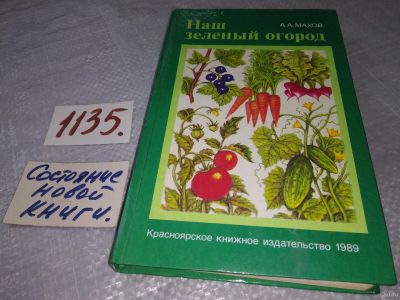 Наш
зеленый огород
А.А.МАХОВ
Красноярское книжное издательство 1989
1135.
Состояние
новой
книги.